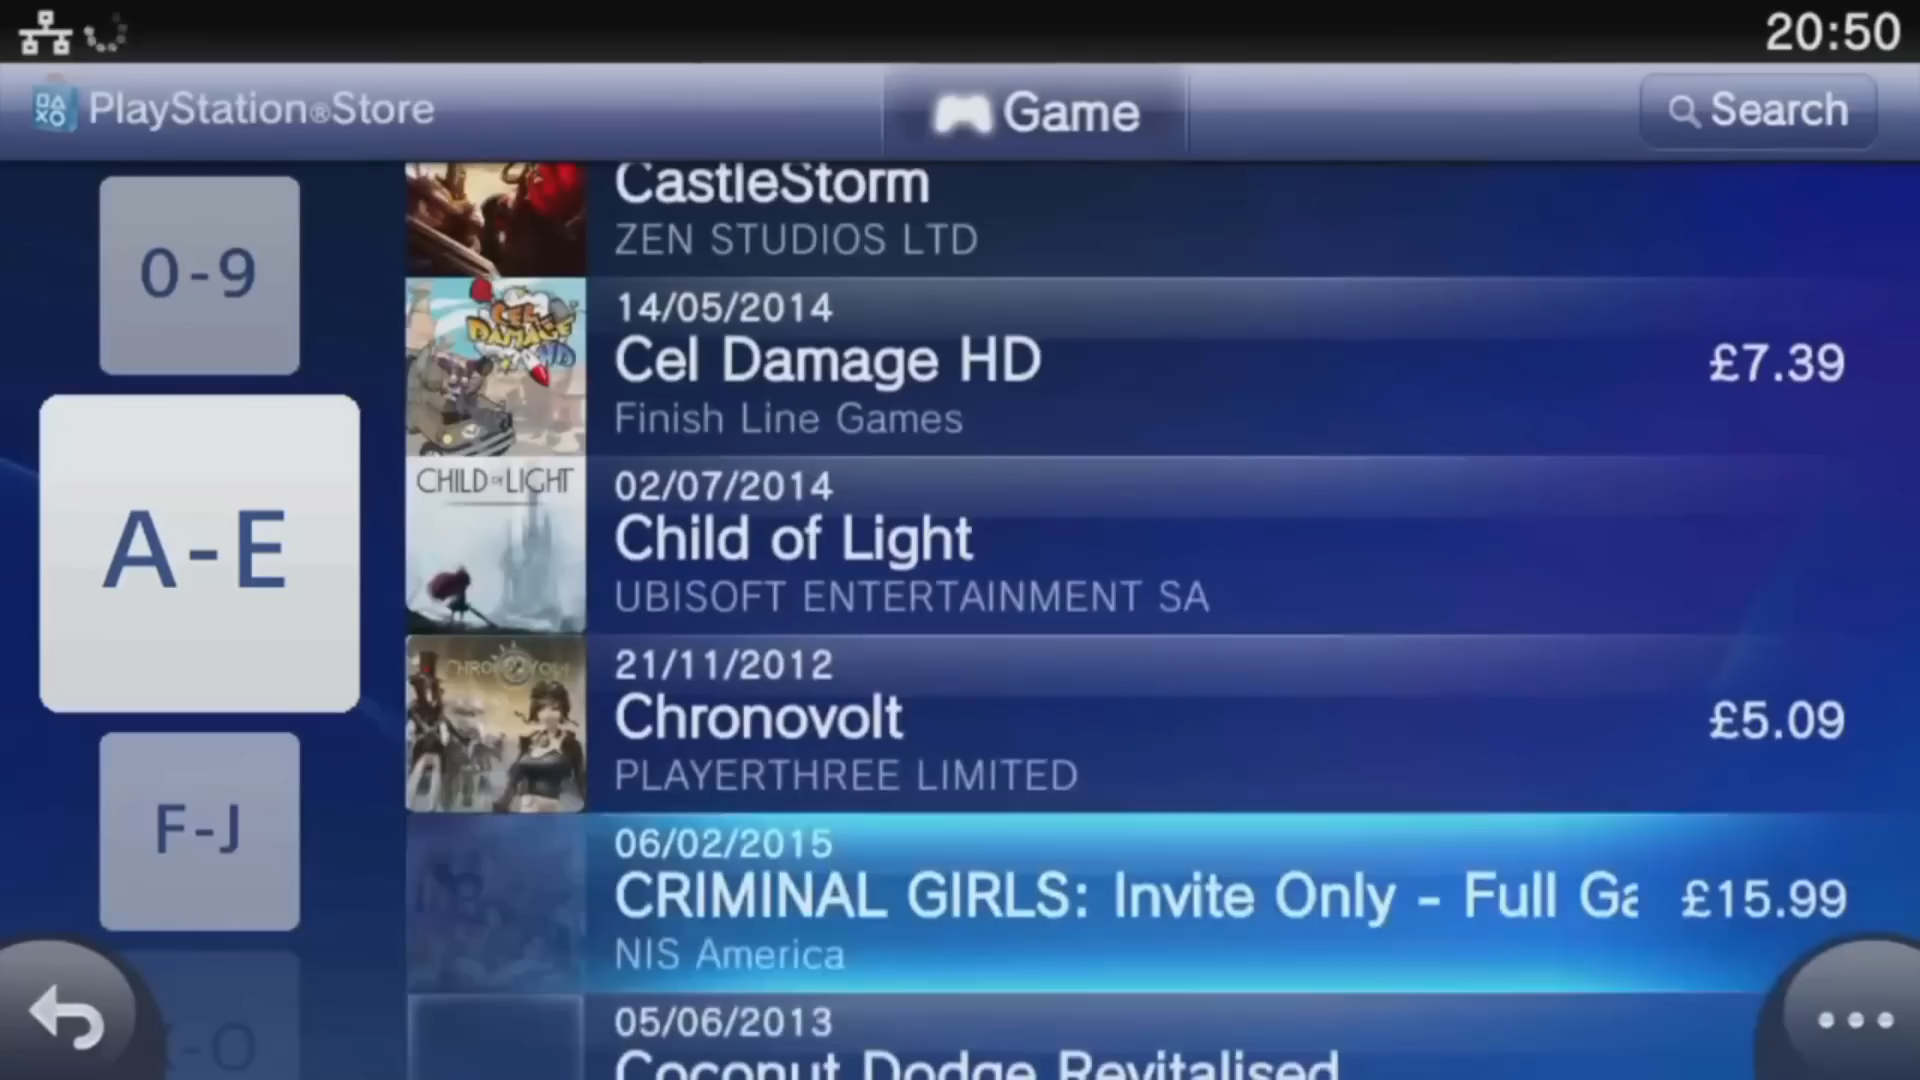 20:50
PlayStation®Store
Game
Search
0-9
A-E
F-J
K-O
CastleStorm
ZEN STUDIOS LTD
CEL DAMAGE HD
14/05/2014
Cel Damage HD
£7.39
Finish Line Games
CHILD OF LIGHT
02/07/2014
Child of Light
UBISOFT ENTERTAINMENT SA
21/11/2012
Chronovolt
£5.09
PLAYERTHREE LIMITED
06/02/2015
CRIMINAL GIRLS: Invite Only - Full Ga
£15.99
NIS America
05/06/2013
Coconut Dodge Revitalised